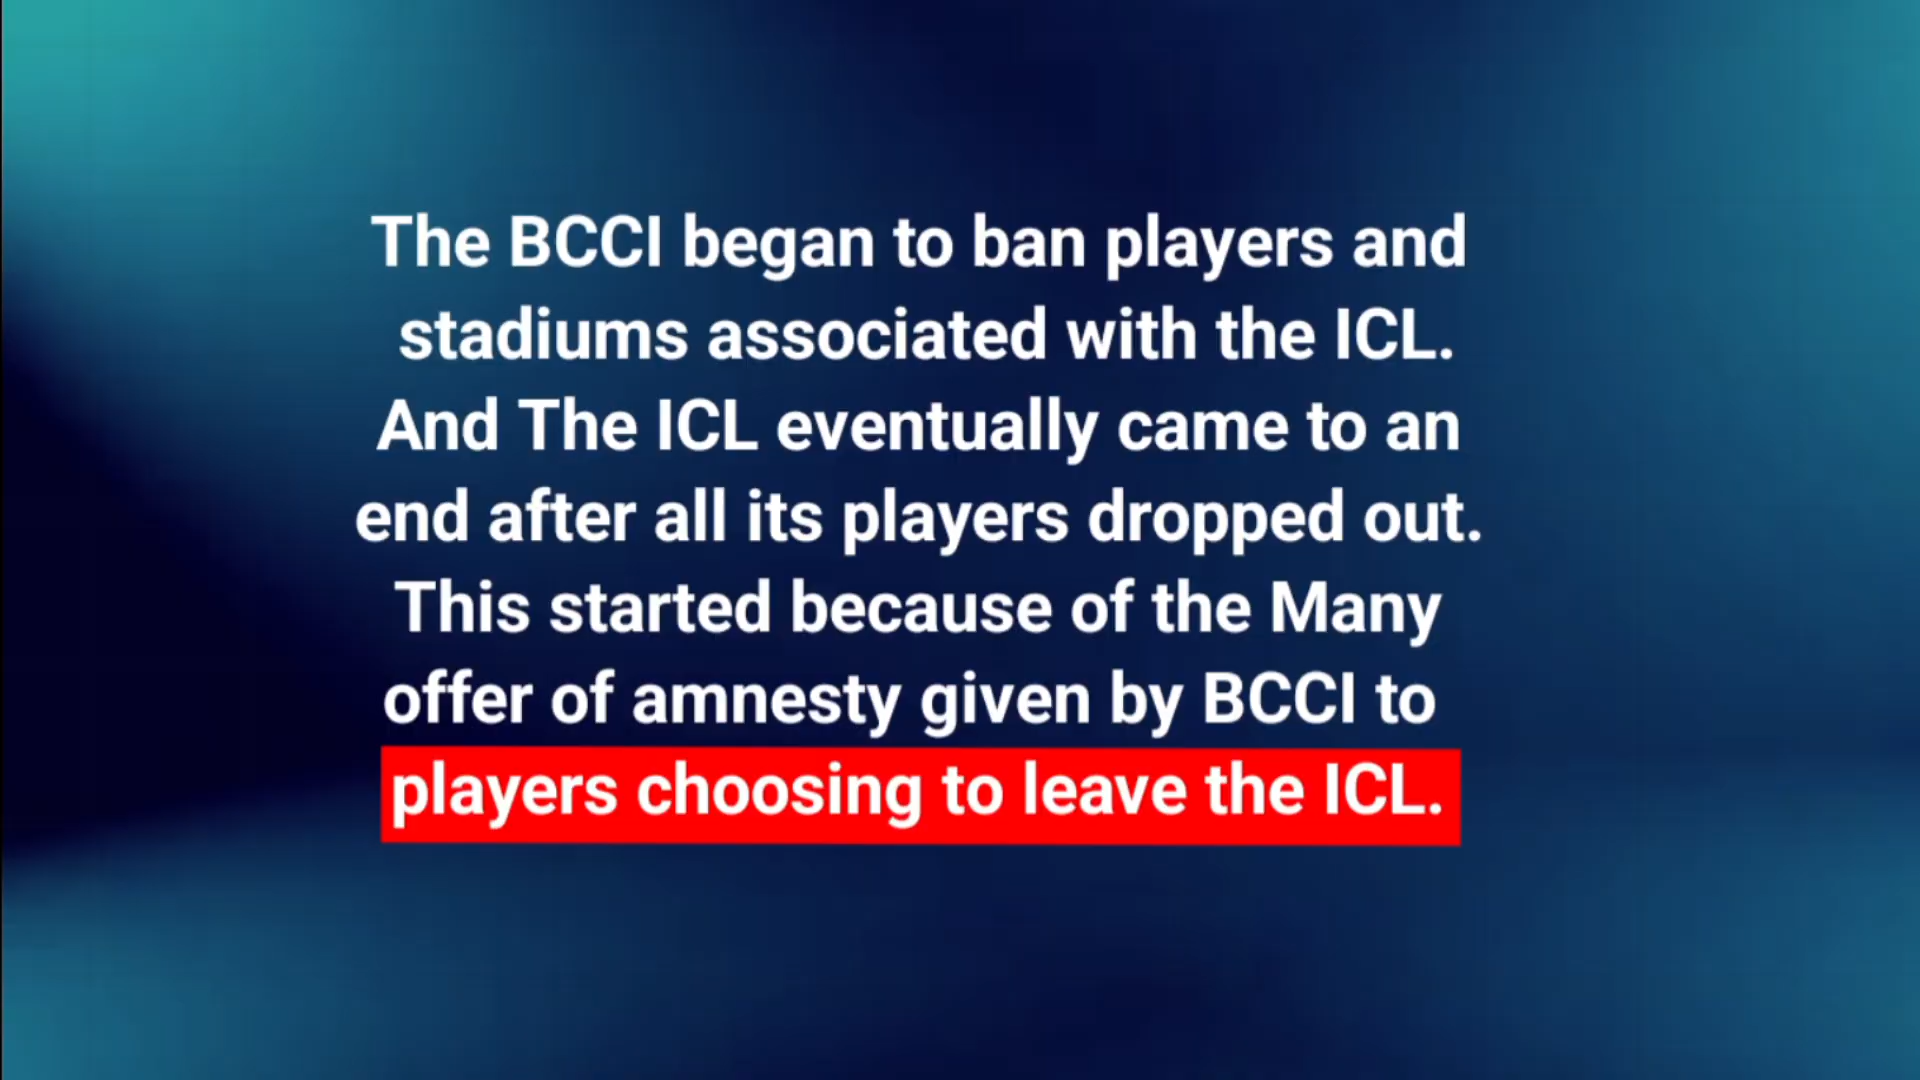 The BCCI began to ban players and
stadiums associated with the ICL.
And The ICL eventually came to an
end after all its players dropped out.
This started because of the Many
offer of amnesty given by BCCI to
players choosing to leave the ICL.